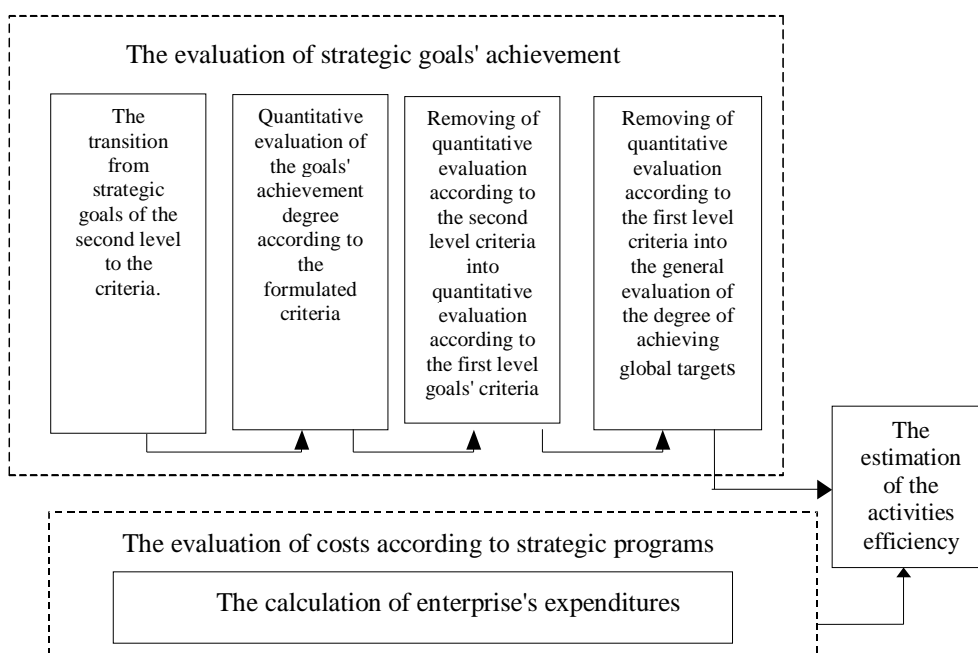 The evaluation of strategic goals' achievement
The
transition
from
strategic
goals of the
second level
to the
criteria.
Quantitative
evaluation of
the goals'
achievement
degree
according to
the
formulated
criteria
Removing of
quantitative
evaluation
according to
the second
level criteria
into
quantitative
evaluation
according to
the first level
goals' criteria
Removing of
quantitative
evaluation
according to
the first level
criteria into
the general
evaluation of
the degree of
achieving
global targets
The
estimation
of the
activities
efficiency
The evaluation of costs according to strategic programs
The calculation of enterprise's expenditures